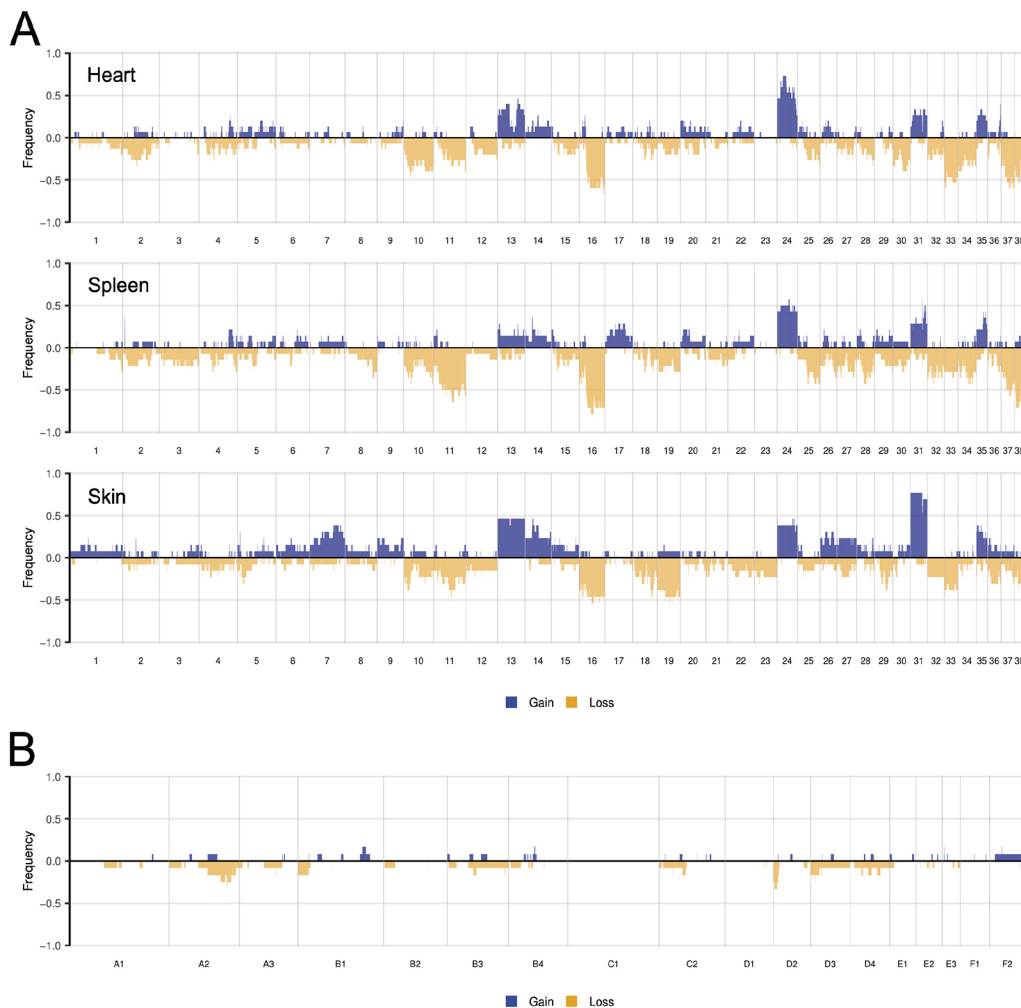 A
Heart
Frequency
1.0
0.5
0.0
−0.5
−1.0
1 2 3 4 5 6 7 8 9 10 11 12 13 14 15 16 17 18 19 20 21 22 23 24 25 26 27 28 29 30 31 32 33 34 35 36 37
Spleen
Frequency
1.0
0.5
0.0
−0.5
−1.0
1 2 3 4 5 6 7 8 9 10 11 12 13 14 15 16 17 18 19 20 21 22 23 24 25 26 27 28 29 30 31 32 33 34 35 36 37
Skin
Frequency
1.0
0.5
0.0
−0.5
−1.0
1 2 3 4 5 6 7 8 9 10 11 12 13 14 15 16 17 18 19 20 21 22 23 24 25 26 27 28 29 30 31 32 33 34 35 36 37
Gain Loss
B
Frequency
1.0
0.5
0.0
−0.5
−1.0
A1 A2 A3 B1 B2 B3 B4 C1 C2 D1 D2 D3 D4 E1 E2 E3 F1 F2
Gain Loss